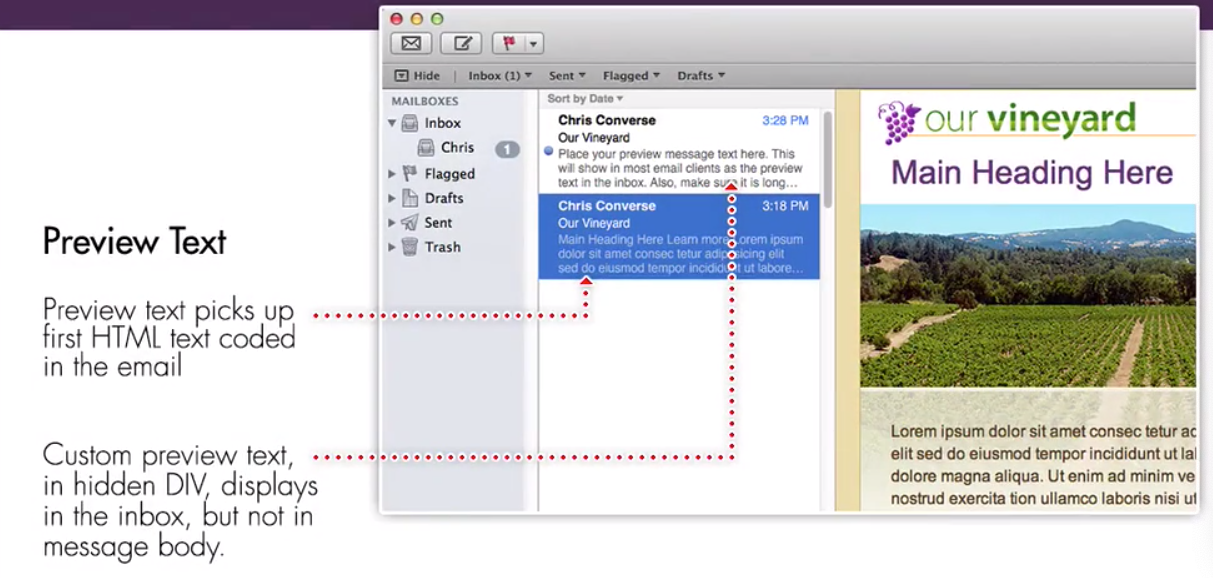 Preview Text
Preview text picks up
first HTML text coded
in the email
Custom preview text,
in hidden DIV, displays
in the inbox, but not in
message body.
Hide
Inbox (1)
Sent
Flagged
Drafts
MAILBOXES
Inbox
Chris 1
Flagged
Drafts
Sent
Trash
Sort by Date
Chris Converse 3:28 PM
Our Vineyard
Place your preview message text here. This
will show in most email clients as the preview
text in the inbox. Also, make sure it is long...
Chris Converse 3:18 PM
Our Vineyard
Main Heading Here Learn more Lorem ipsum
dolor sit amet consec tetur adipisicing elit
sed do eiusmod tempor incididunt ut labore...
our vineyard
Main Heading Here
Lorem ipsum dolor sit amet consec tetur ac
elit sed do eiusmod tempor incididunt ut la
dolore magna aliqua. Ut enim ad minim ve
nostrud exercita tion ullamco laboris nisi ut